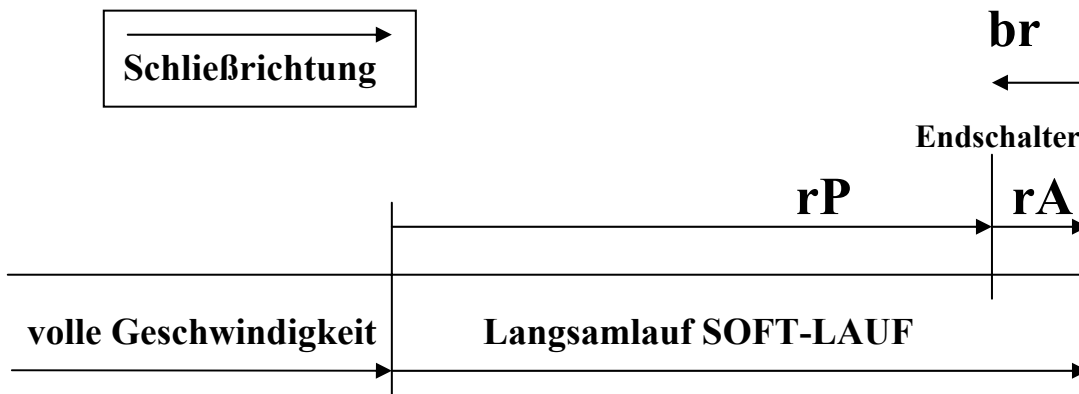 br
Schließrichtung
Endschalter
rP
rA
volle Geschwindigkeit
Langsamlauf SOFT-LAUF